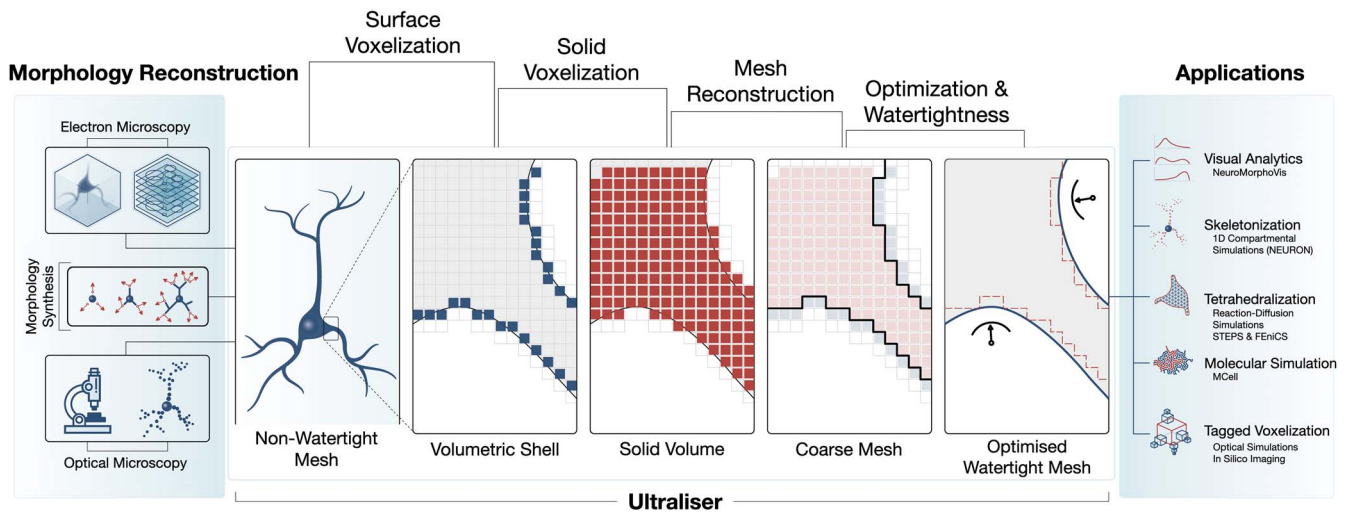 Surface
Voxelization
Solid
Voxelization
Mesh
Reconstruction
Optimization &
Watertightness
Morphology Reconstruction
Electron Microscopy
Morphology
Synthesis
Optical Microscopy
Non-Watertight
Mesh
Volumetric Shell
Solid Volume
Coarse Mesh
Optimised
Watertight Mesh
Ultraliser
Applications
Visual Analytics
NeuroMorphoVis
Skeletonization
1D Compartmental
Simulations (NEURON)
Tetrahedralization
Reaction-Diffusion
Simulations
STEPS & FEniCS
Molecular Simulation
MCell
Tagged Voxelization
Optical Simulations
In Silico Imaging